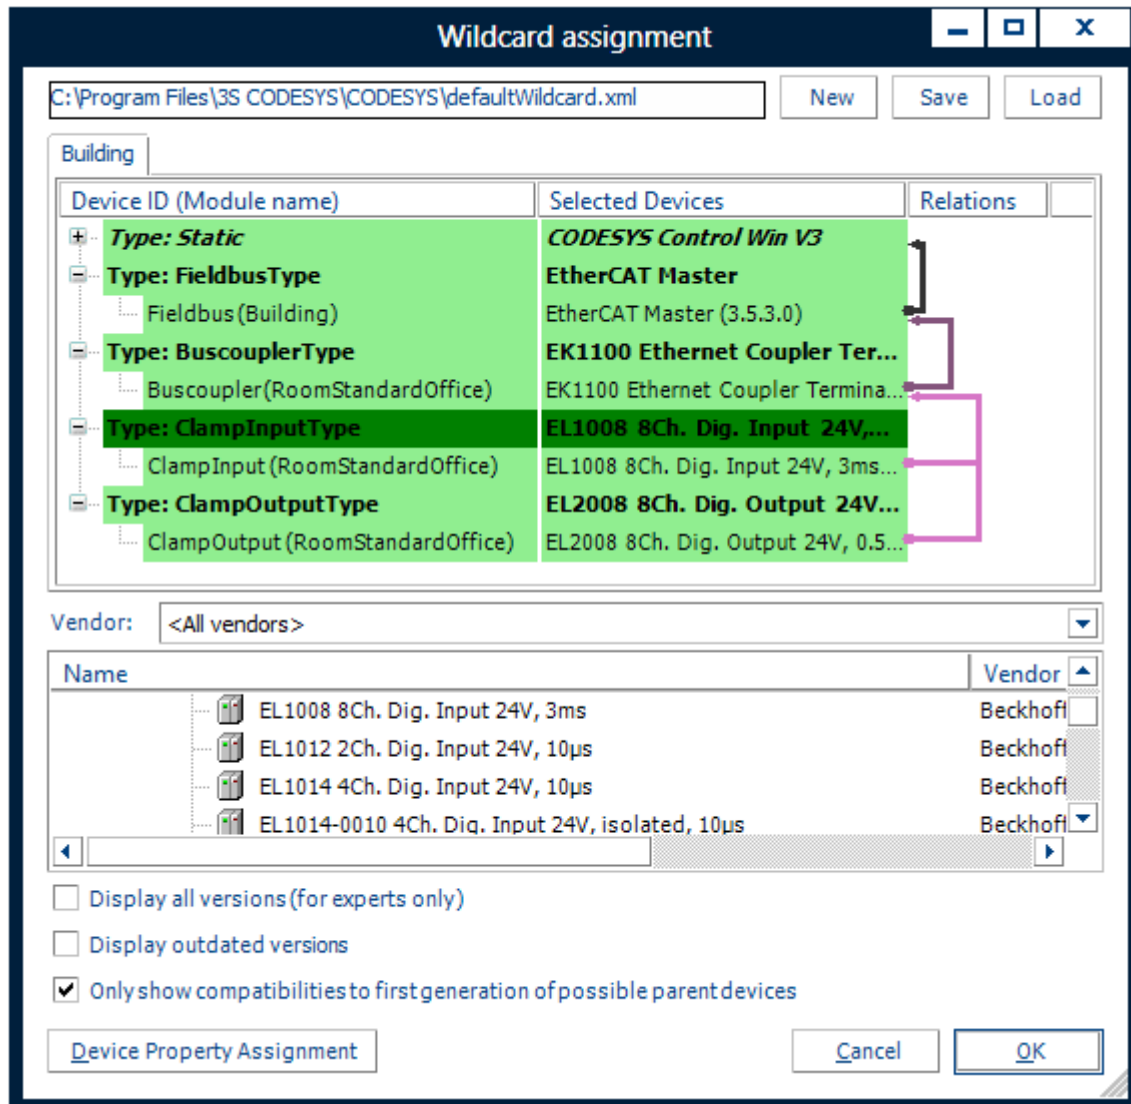 Wildcard assignment
C:\Program Files\3S CODESYS\CODESYS\defaultWildcard.xml New Save Load
Building
Device ID (Module name) Selected Devices Relations
Type: Static CODESYS Control Win V3
Type: FieldbusType EtherCAT Master
Fieldbus(Building) EtherCAT Master (3.5.3.0)
Type: BuscouplerType EK1100 Ethernet Coupler Ter...
Buscoupler(RoomStandardOffice) EK1100 Ethernet Coupler Termina...
Type: ClampInputType EL1008 8Ch. Dig. Input 24V,...
ClampInput(RoomStandardOffice) EL1008 8Ch. Dig. Input 24V, 3ms...
Type: ClampOutputType EL2008 8Ch. Dig. Output 24V...
ClampOutput(RoomStandardOffice) EL2008 8Ch. Dig. Output 24V, 0.5...
Vendor: <All vendors>
Name Vendor
EL1008 8Ch. Dig. Input 24V, 3ms Beckhoff
EL1012 2Ch. Dig. Input 24V, 10µs Beckhoff
EL1014 4Ch. Dig. Input 24V, 10µs Beckhoff
EL1014-0010 4Ch. Dig. Input 24V, isolated, 10µs Beckhoff
Display all versions (for experts only)
Display outdated versions
Only show compatibilities to first generation of possible parent devices
Device Property Assignment Cancel OK